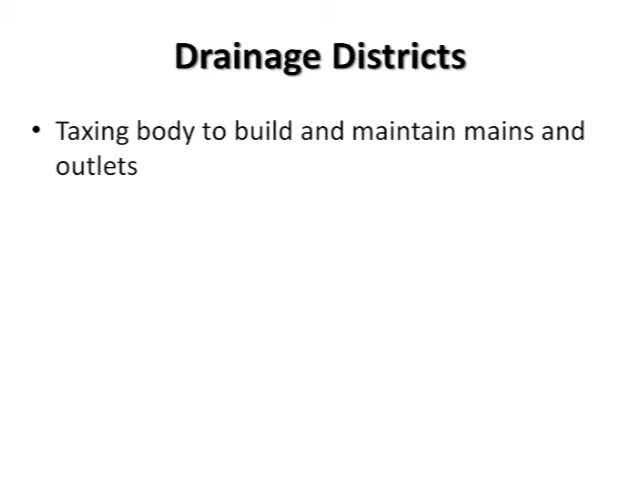 Drainage Districts
• Taxing body to build and maintain mains and
outlets